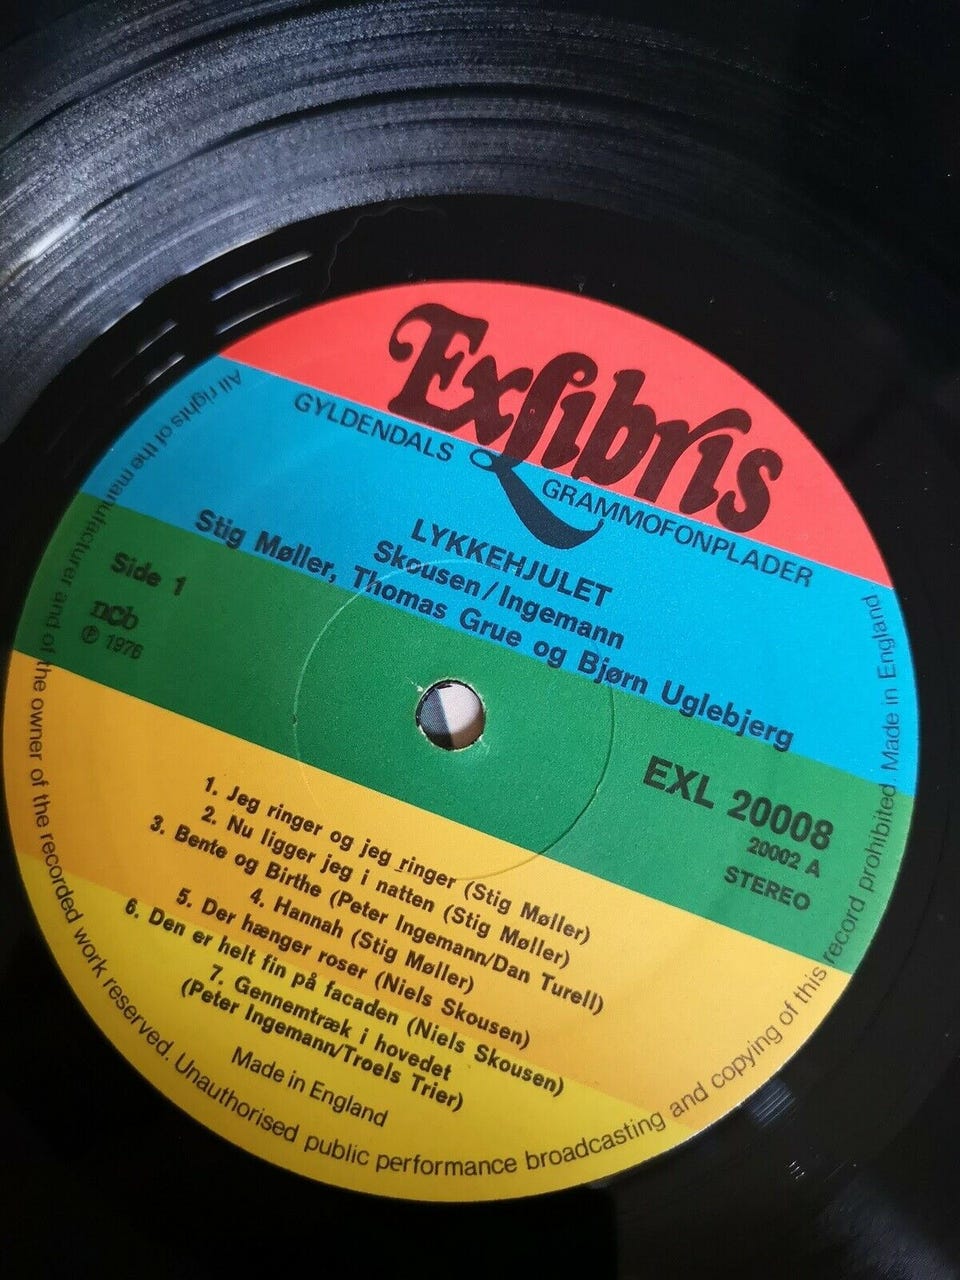 Exlibris
GYLDENDALS GRAMMOFONPLADER
LYKKEHJULET
Skousen/Ingemann
Stig Møller, Thomas Grue og Bjørn Uglebjerg
Side 1
ncb
℗ 1976
EXL 20008
20002 A
STEREO
1. Jeg ringer og jeg ringer (Stig Møller)
2. Nu ligger jeg i natten (Stig Møller)
3. Bente og Birthe (Peter Ingemann/Dan Turell)
4. Hannah (Stig Møller)
5. Der hænger roser (Niels Skousen)
6. Den er helt fin på facaden (Niels Skousen)
7. Gennemtræk i hovedet
(Peter Ingemann/Troels Trier)
Made in England
All rights of the manufacturer and of the owner of the recorded work reserved. Unauthorised public performance broadcasting and copying of this record prohibited. Made in England